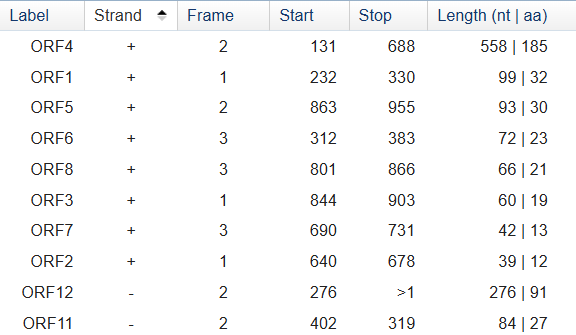 Label Strand Frame Start Stop Length (nt | aa)
ORF4 + 2 131 688 558 | 185
ORF1 + 1 232 330 99 | 32
ORF5 + 2 863 955 93 | 30
ORF6 + 3 312 383 72 | 23
ORF8 + 3 801 866 66 | 21
ORF3 + 1 844 903 60 | 19
ORF7 + 3 690 731 42 | 13
ORF2 + 1 640 678 39 | 12
ORF12 - 2 276 >1 276 | 91
ORF11 - 2 402 319 84 | 27